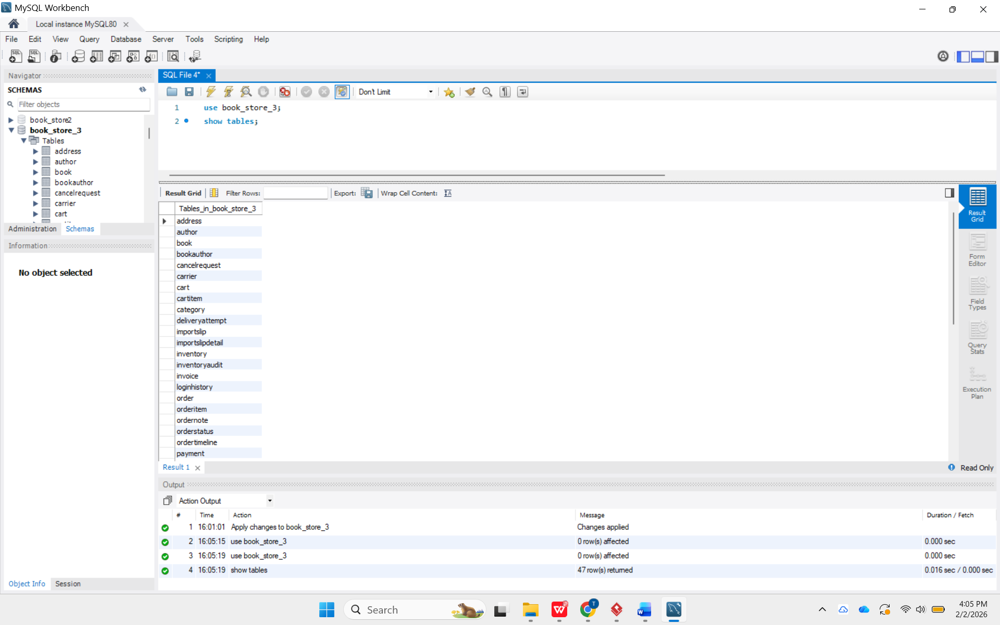 MySQL Workbench
Local instance MySQL80
File Edit View Query Database Server Tools Scripting Help
Navigator
SCHEMAS
Filter objects
book_store2
book_store_3
Tables
address
author
book
bookauthor
cancelrequest
carrier
cart
Administration Schemas
Information
No object selected
Object Info Session
SQL File 4*
Don't Limit
1 use book_store_3;
2 show tables;
Result Grid Filter Rows: Export: Wrap Cell Content:
Tables_in_book_store_3
address
author
book
bookauthor
cancelrequest
carrier
cart
cartitem
category
deliveryattempt
importslip
importslipdetail
inventory
inventoryaudit
invoice
loginhistory
order
orderitem
ordernote
orderstatus
ordertimeline
payment
Result Grid
Form Editor
Field Types
Query Stats
Execution Plan
Result 1
Read Only
Output
Action Output
# Time Action Message Duration / Fetch
1 16:01:01 Apply changes to book_store_3 Changes applied
2 16:05:15 use book_store_3 0 row(s) affected 0.000 sec
3 16:05:19 use book_store_3 0 row(s) affected 0.000 sec
4 16:05:19 show tables 47 row(s) returned 0.016 sec / 0.000 sec
Search
4:05 PM
2/2/2026